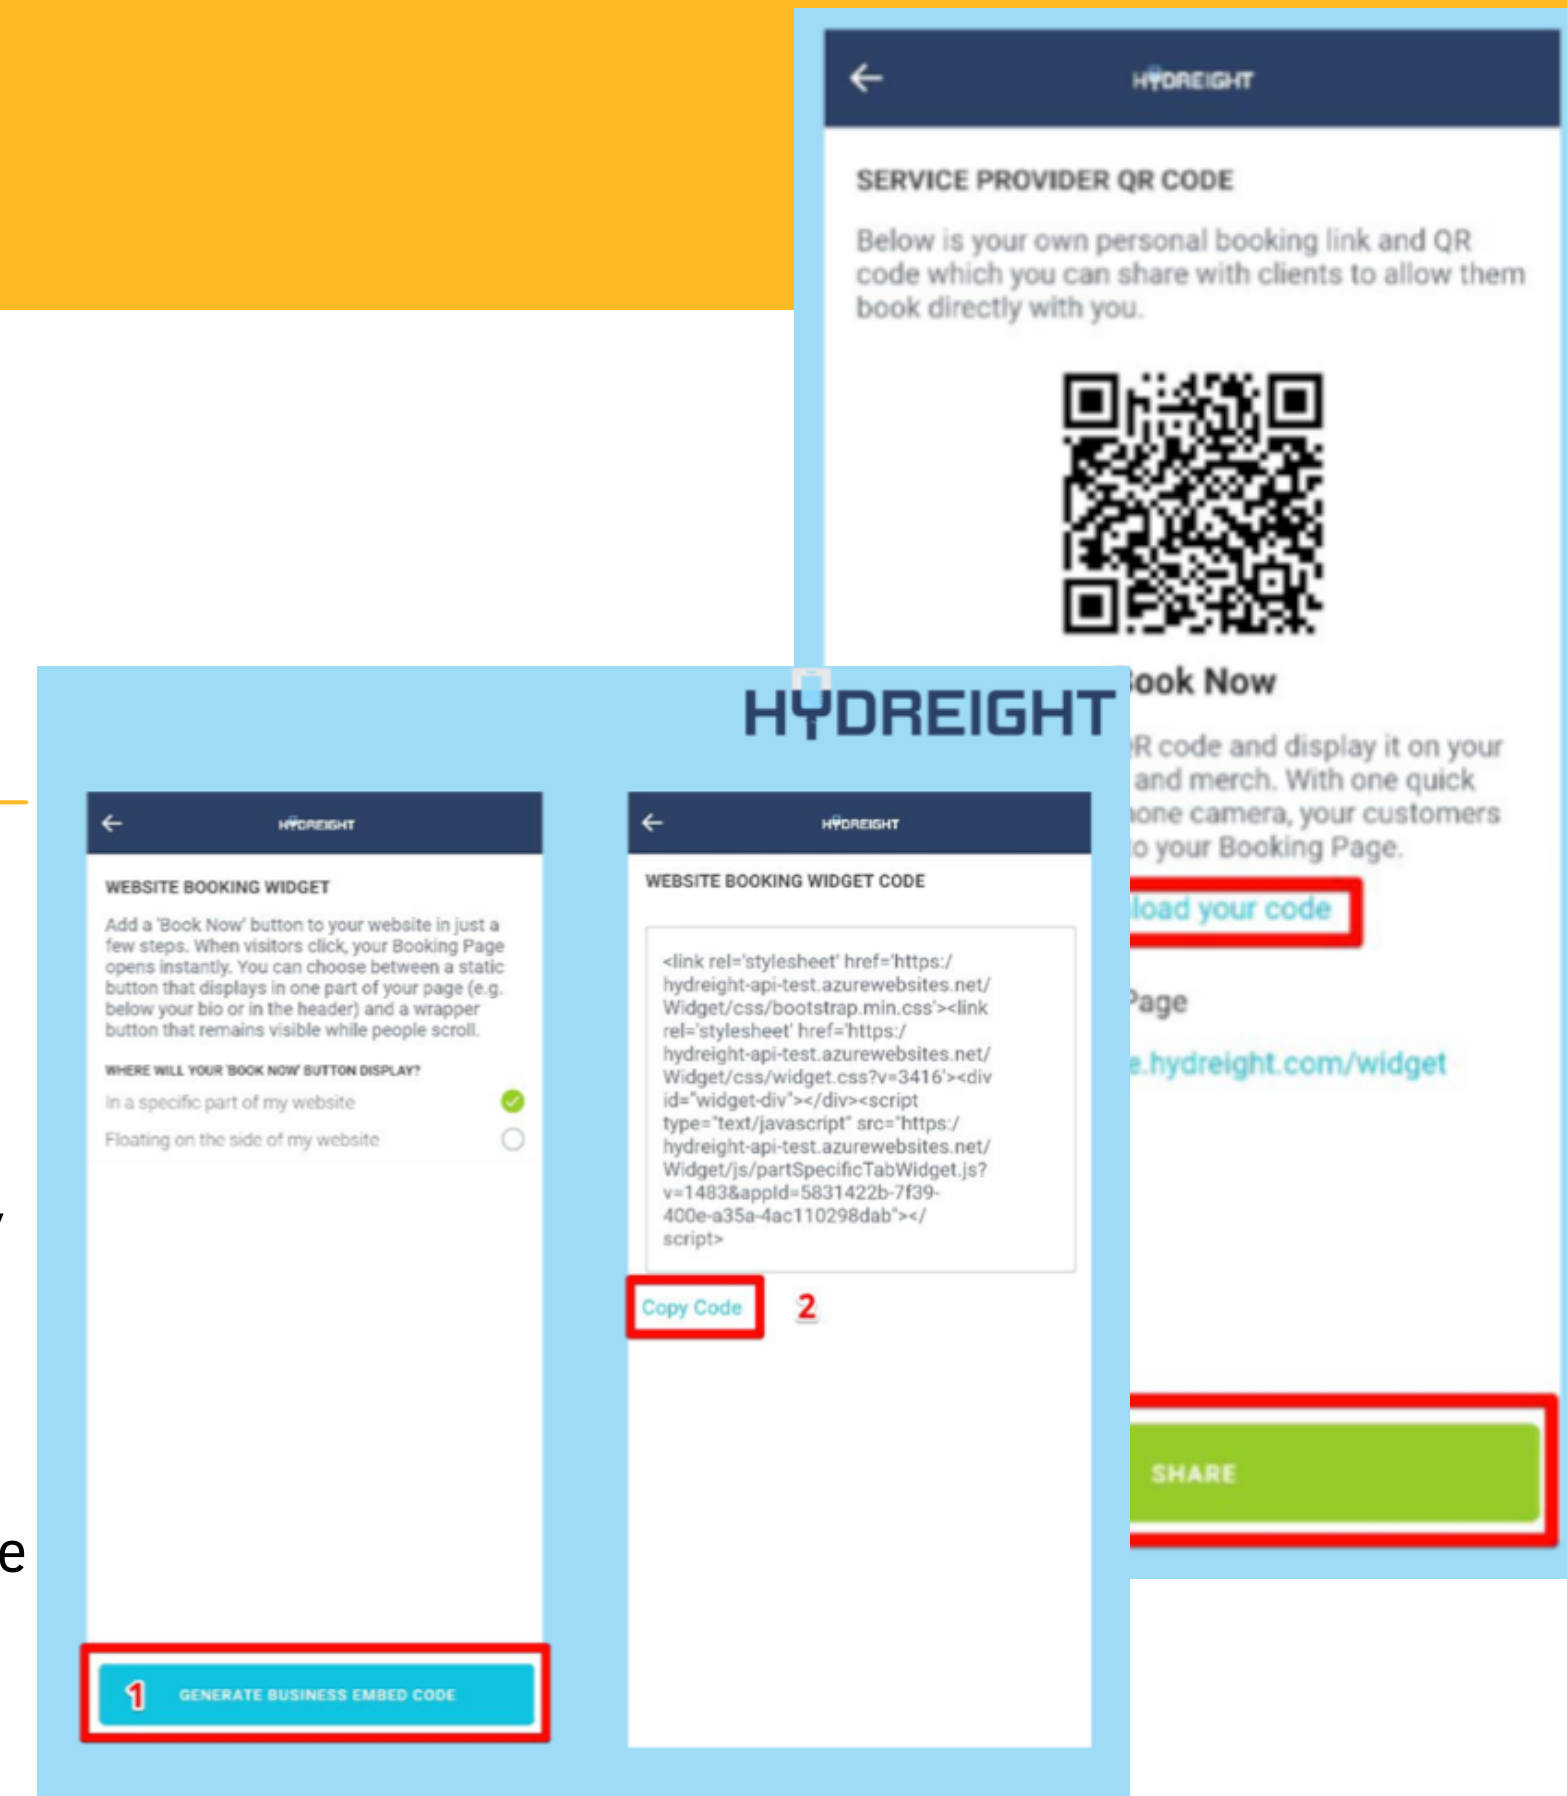 HYDREIGHT
SERVICE PROVIDER QR CODE
Below is your own personal booking link and QR
code which you can share with clients to allow them
book directly with you.
ook Now
R code and display it on your
and merch. With one quick
one camera, your customers
o your Booking Page.
load your code
Page
e.hydreight.com/widget
SHARE
HYDREIGHT
HYDREIGHT
WEBSITE BOOKING WIDGET
Add a 'Book Now' button to your website in just a
few steps. When visitors click, your Booking Page
opens instantly. You can choose between a static
button that displays in one part of your page (e.g.
below your bio or in the header) and a wrapper
button that remains visible while people scroll.
WHERE WILL YOUR 'BOOK NOW' BUTTON DISPLAY?
In a specific part of my website
Floating on the side of my website
1 GENERATE BUSINESS EMBED CODE
HYDREIGHT
WEBSITE BOOKING WIDGET CODE
<link rel='stylesheet' href='https:/
hydreight-api-test.azurewebsites.net/
Widget/css/bootstrap.min.css'><link
rel='stylesheet' href='https:/
hydreight-api-test.azurewebsites.net/
Widget/css/widget.css?v=3416'><div
id="widget-div"></div><script
type="text/javascript" src="https:/
hydreight-api-test.azurewebsites.net/
Widget/js/partSpecificTabWidget.js?
v=1483&appId=5831422b-7f39-
400e-a35a-4ac110298dab"></
script>
Copy Code 2
e